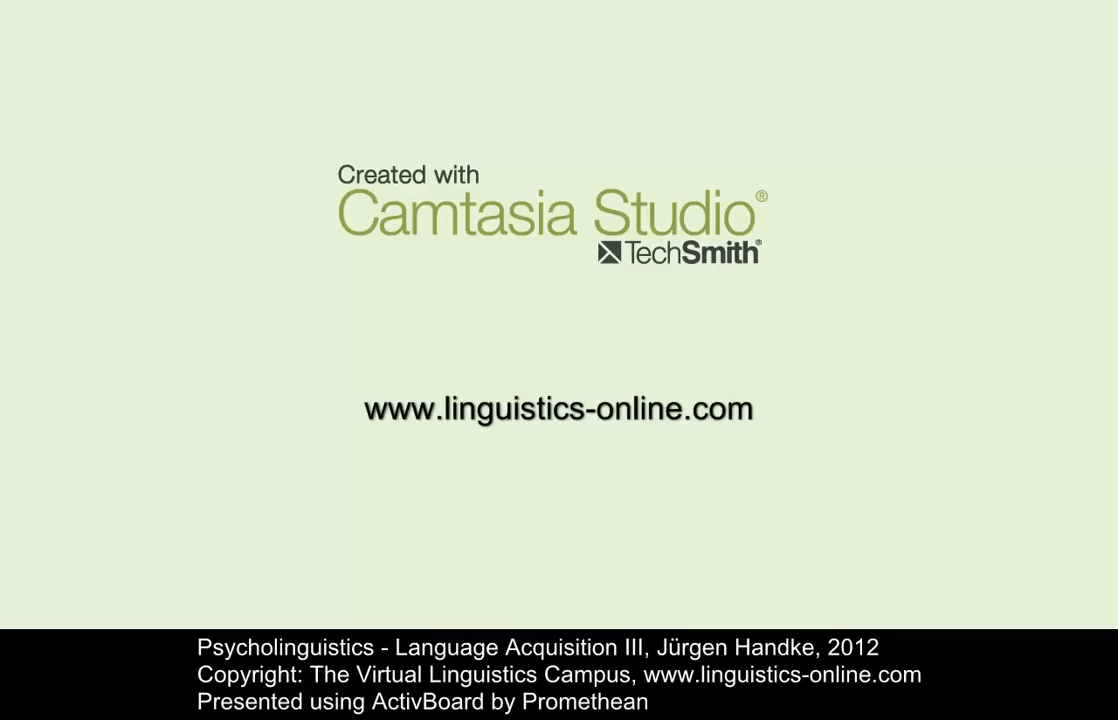 Created with
Camtasia Studio®
TechSmith®
www.linguistics-online.com
Psycholinguistics - Language Acquisition III, Jürgen Handke, 2012
Copyright: The Virtual Linguistics Campus, www.linguistics-online.com
Presented using ActivBoard by Promethean